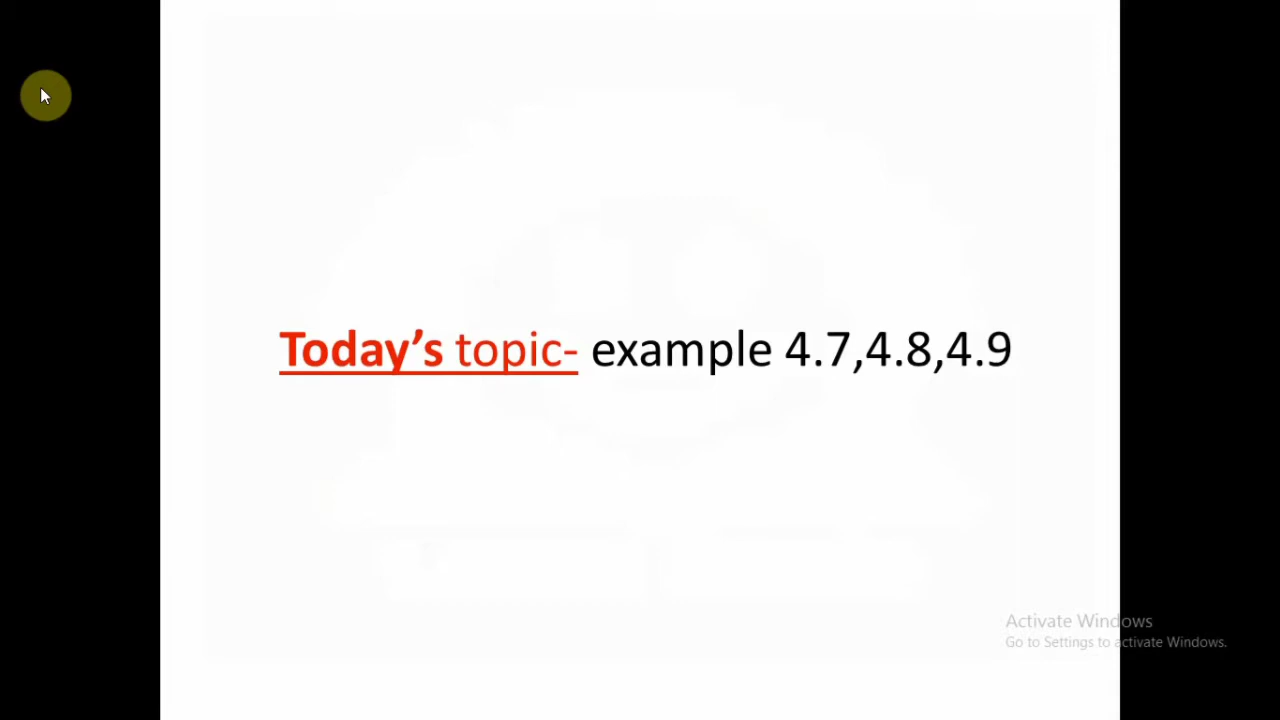 Today’s topic- example 4.7,4.8,4.9
Activate Windows
Go to Settings to activate Windows.